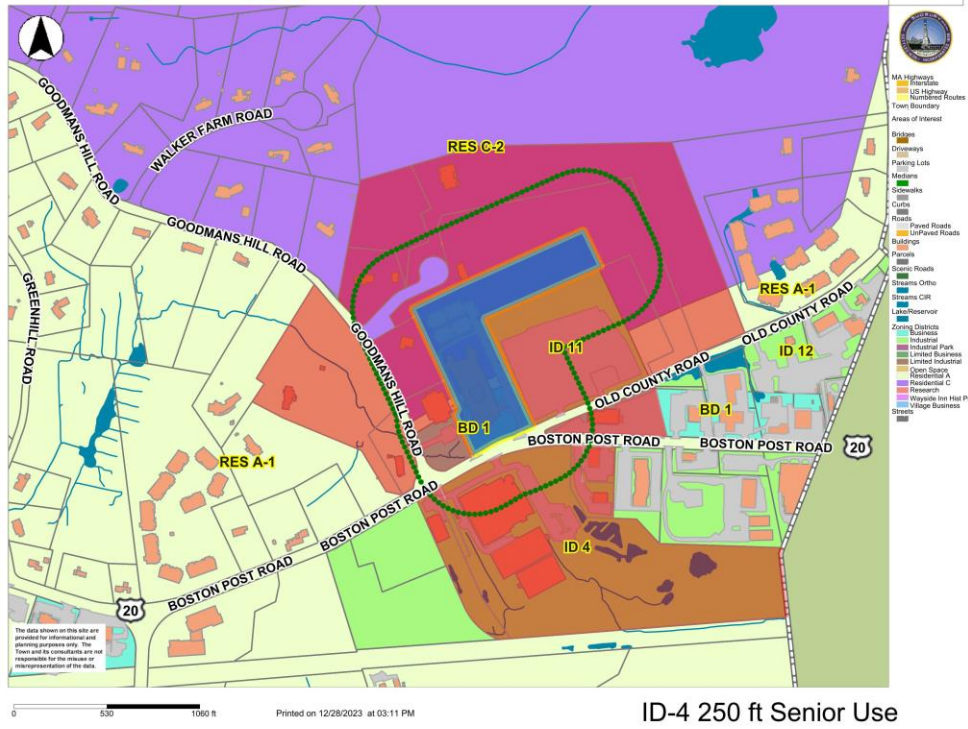 GOODMANS HILL ROAD
WALKER FARM ROAD
RES C-2
GOODMANS HILL ROAD
GREENHILL ROAD
GOODMANS HILL ROAD
RES A-1
OLD COUNTY ROAD
ID 11
ID 12
OLD COUNTY ROAD
BD 1
BD 1
BOSTON POST ROAD
BOSTON POST ROAD
20
RES A-1
BOSTON POST ROAD
ID 4
BOSTON POST ROAD
20
The data shown on this site are
provided for informational and
planning purposes only. The
Town and its consultants are not
responsible for the misuse or
misrepresentation of the data.
MA Highways
Interstate
US Highway
Numbered Routes
Town Boundary
Areas of Interest
Bridges
Driveways
Parking Lots
Medians
Sidewalks
Curbs
Roads
Paved Roads
UnPaved Roads
Buildings
Parcels
Scenic Roads
Streams Ortho
Streams CIR
Lake/Reservoir
Zoning Districts
Business
Industrial
Industrial Park
Limited Business
Limited Industrial
Open Space
Residential A
Residential C
Research
Wayside Inn Hist P
Village Business
Streets
0 530 1060 ft
Printed on 12/28/2023 at 03:11 PM
ID-4 250 ft Senior Use